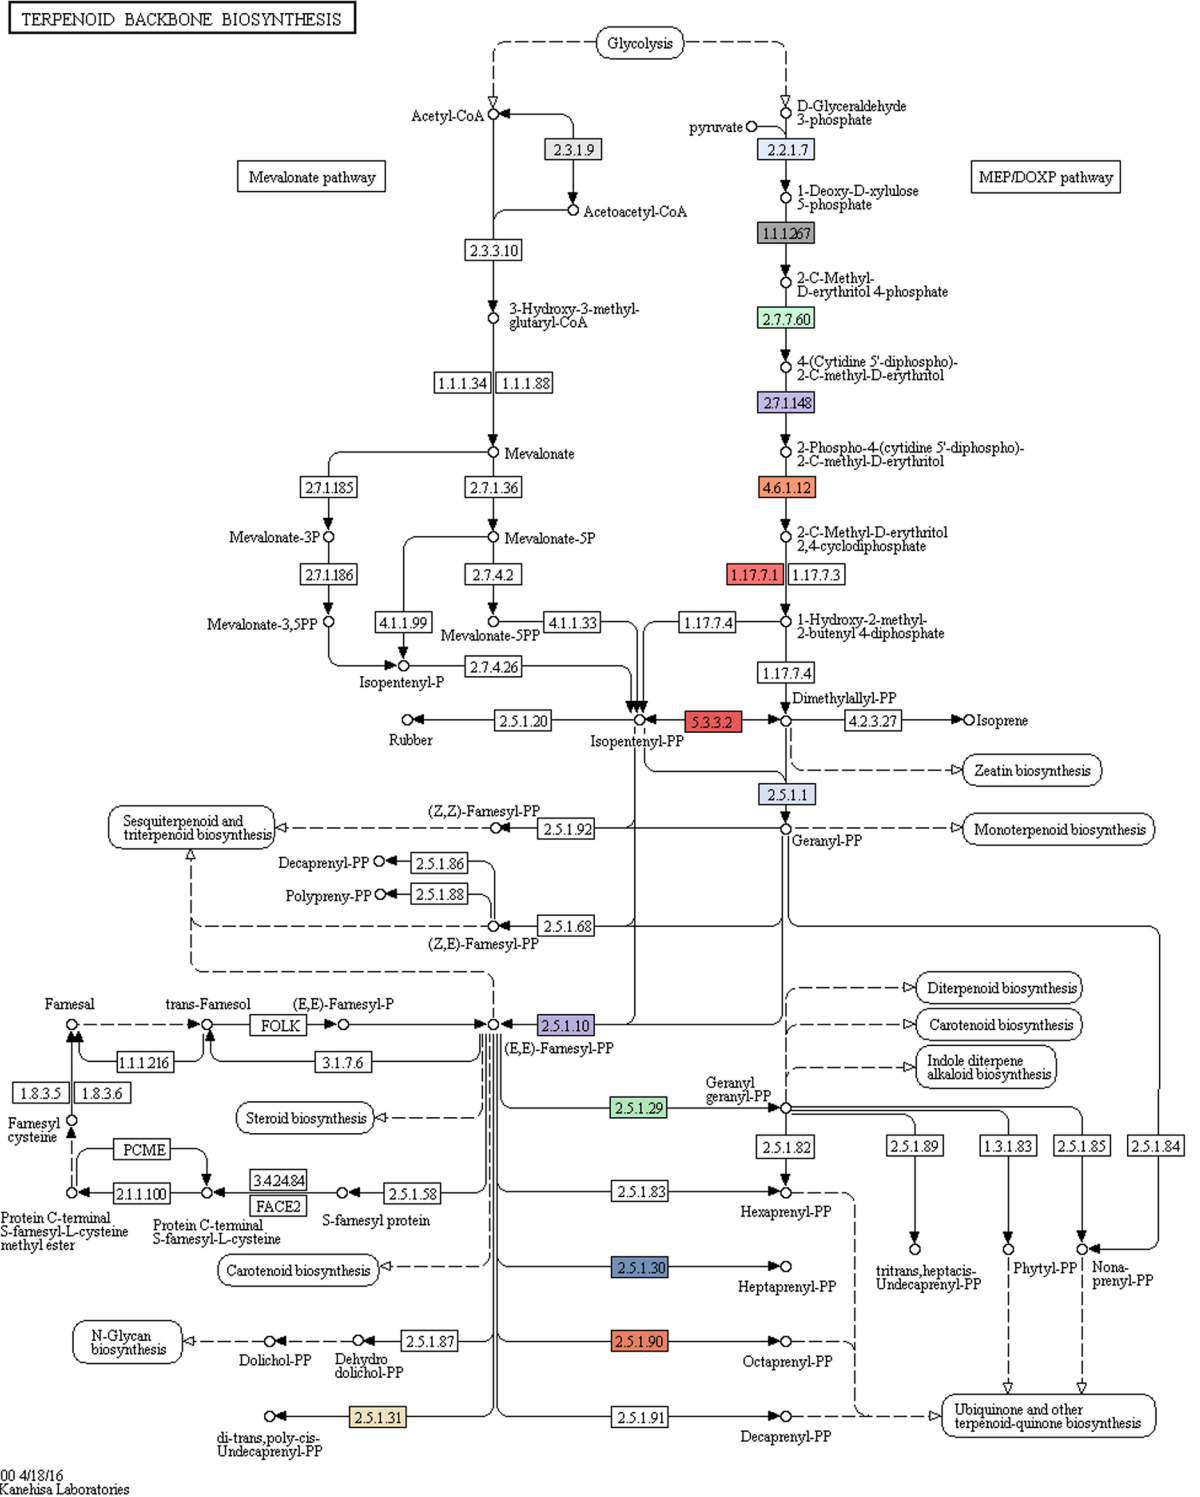 TERPENOID BACKBONE BIOSYNTHESIS
Glycolysis
Acetyl-CoA
D-Glyceraldehyde
3-phosphate
pyruvate
2.3.1.9
2.2.1.7
Mevalonate pathway
MEP/DOXP pathway
1-Deoxy-D-xylulose
5-phosphate
Acetoacetyl-CoA
1.1.1.267
2.3.3.10
2-C-Methyl-
D-erythritol 4-phosphate
3-Hydroxy-3-methyl-
glutaryl-CoA
2.7.7.60
4-(Cytidine 5'-diphospho)-
2-C-methyl-D-erythritol
1.1.1.34
1.1.1.88
2.7.1.148
Mevalonate
2-Phospho-4-(cytidine 5'-diphospho)-
2-C-methyl-D-erythritol
2.7.1.185
2.7.1.36
4.6.1.12
Mevalonate-3P
Mevalonate-5P
2-C-Methyl-D-erythritol
2,4-cyclodiphosphate
2.7.1.186
2.7.4.2
1.17.7.1
1.17.7.3
Mevalonate-3,5PP
4.1.1.99
Mevalonate-5PP
4.1.1.33
1.17.7.4
1-Hydroxy-2-methyl-
2-butenyl 4-diphosphate
Isopentenyl-P
2.7.4.26
1.17.7.4
Dimethylallyl-PP
Rubber
2.5.1.20
Isopentenyl-PP
5.3.3.2
4.2.3.27
Isoprene
Zeatin biosynthesis
2.5.1.1
Sesquiterpenoid and
triterpenoid biosynthesis
(Z,Z)-Farnesyl-PP
2.5.1.92
Geranyl-PP
Monoterpenoid biosynthesis
Decaprenyl-PP
2.5.1.86
Polypreny-PP
2.5.1.88
(Z,E)-Farnesyl-PP
2.5.1.68
Diterpenoid biosynthesis
Farnesal
trans-Farnesol
(E,E)-Farnesyl-P
FOLK
2.5.1.10
Carotenoid biosynthesis
(E,E)-Farnesyl-PP
1.1.1.216
3.1.7.6
Indole diterpene
alkaloid biosynthesis
1.8.3.5
1.8.3.6
Geranyl
geranyl-PP
Farnesyl
cysteine
Steroid biosynthesis
2.5.1.29
PCME
2.5.1.82
2.5.1.89
1.3.1.83
2.5.1.85
2.5.1.84
3.4.24.84
2.1.1.100
FACE2
2.5.1.58
2.5.1.83
Protein C-terminal
S-farnesyl-L-cysteine
methyl ester
Protein C-terminal
S-farnesyl-L-cysteine
S-farnesyl protein
Hexaprenyl-PP
Carotenoid biosynthesis
2.5.1.30
Heptaprenyl-PP
tritrans,heptacis-
Undecaprenyl-PP
Phytyl-PP
Nona-
prenyl-PP
N-Glycan
biosynthesis
Dolichol-PP
Dehydro
dolichol-PP
2.5.1.87
2.5.1.90
Octaprenyl-PP
di-trans,poly-cis-
Undecaprenyl-PP
2.5.1.31
2.5.1.91
Decaprenyl-PP
Ubiquinone and other
terpenoid-quinone biosynthesis
00 4/18/16
Kanehisa Laboratories